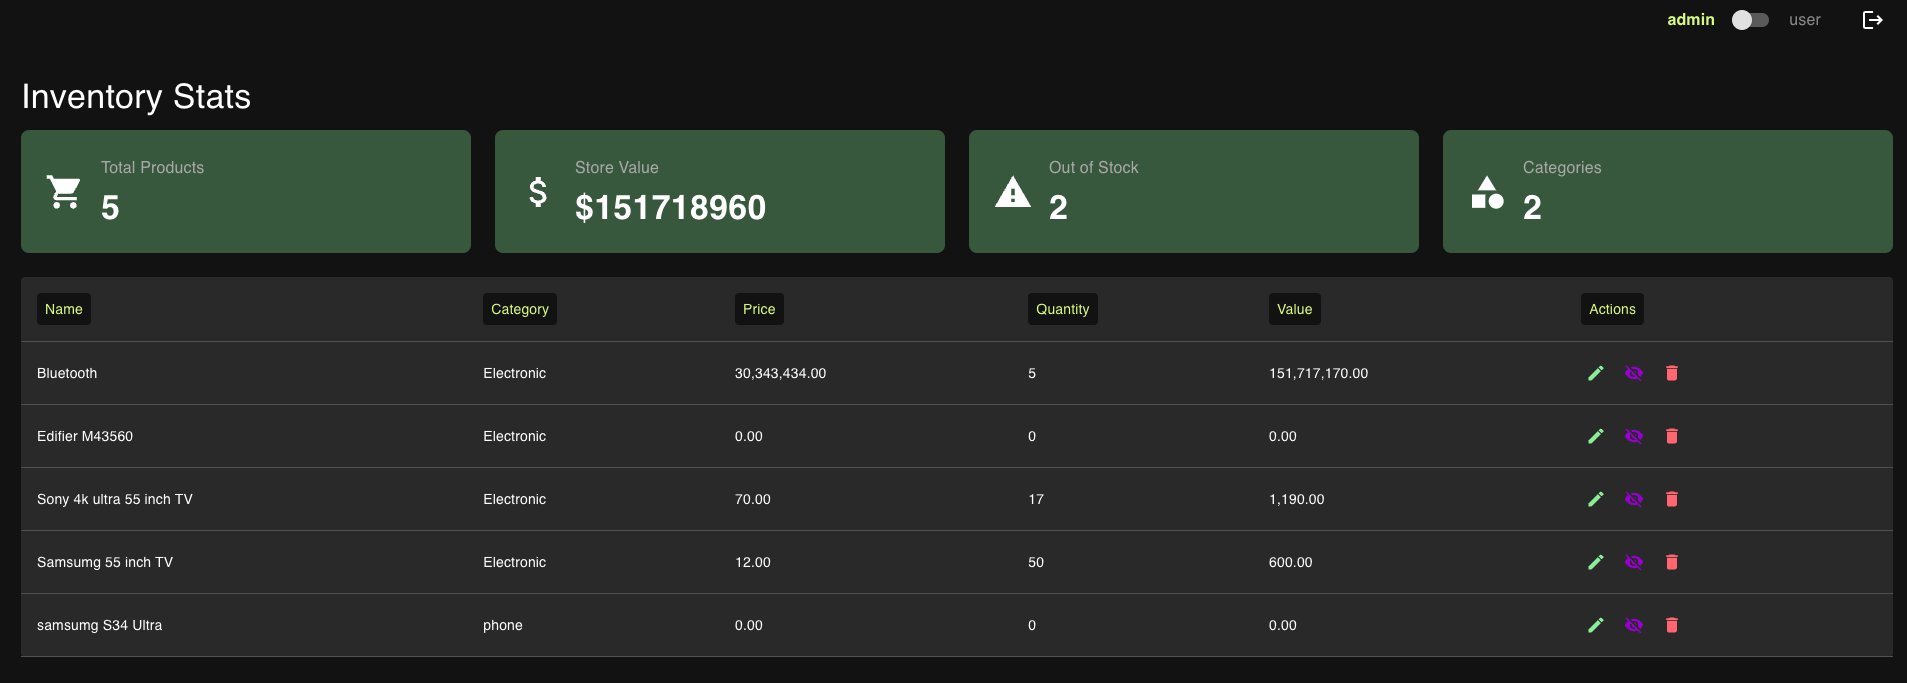 admin user
Inventory Stats
Total Products
5
Store Value
$151718960
Out of Stock
2
Categories
2
Name Category Price Quantity Value Actions
Bluetooth Electronic 30,343,434.00 5 151,717,170.00
Edifier M43560 Electronic 0.00 0 0.00
Sony 4k ultra 55 inch TV Electronic 70.00 17 1,190.00
Samsumg 55 inch TV Electronic 12.00 50 600.00
samsumg S34 Ultra phone 0.00 0 0.00